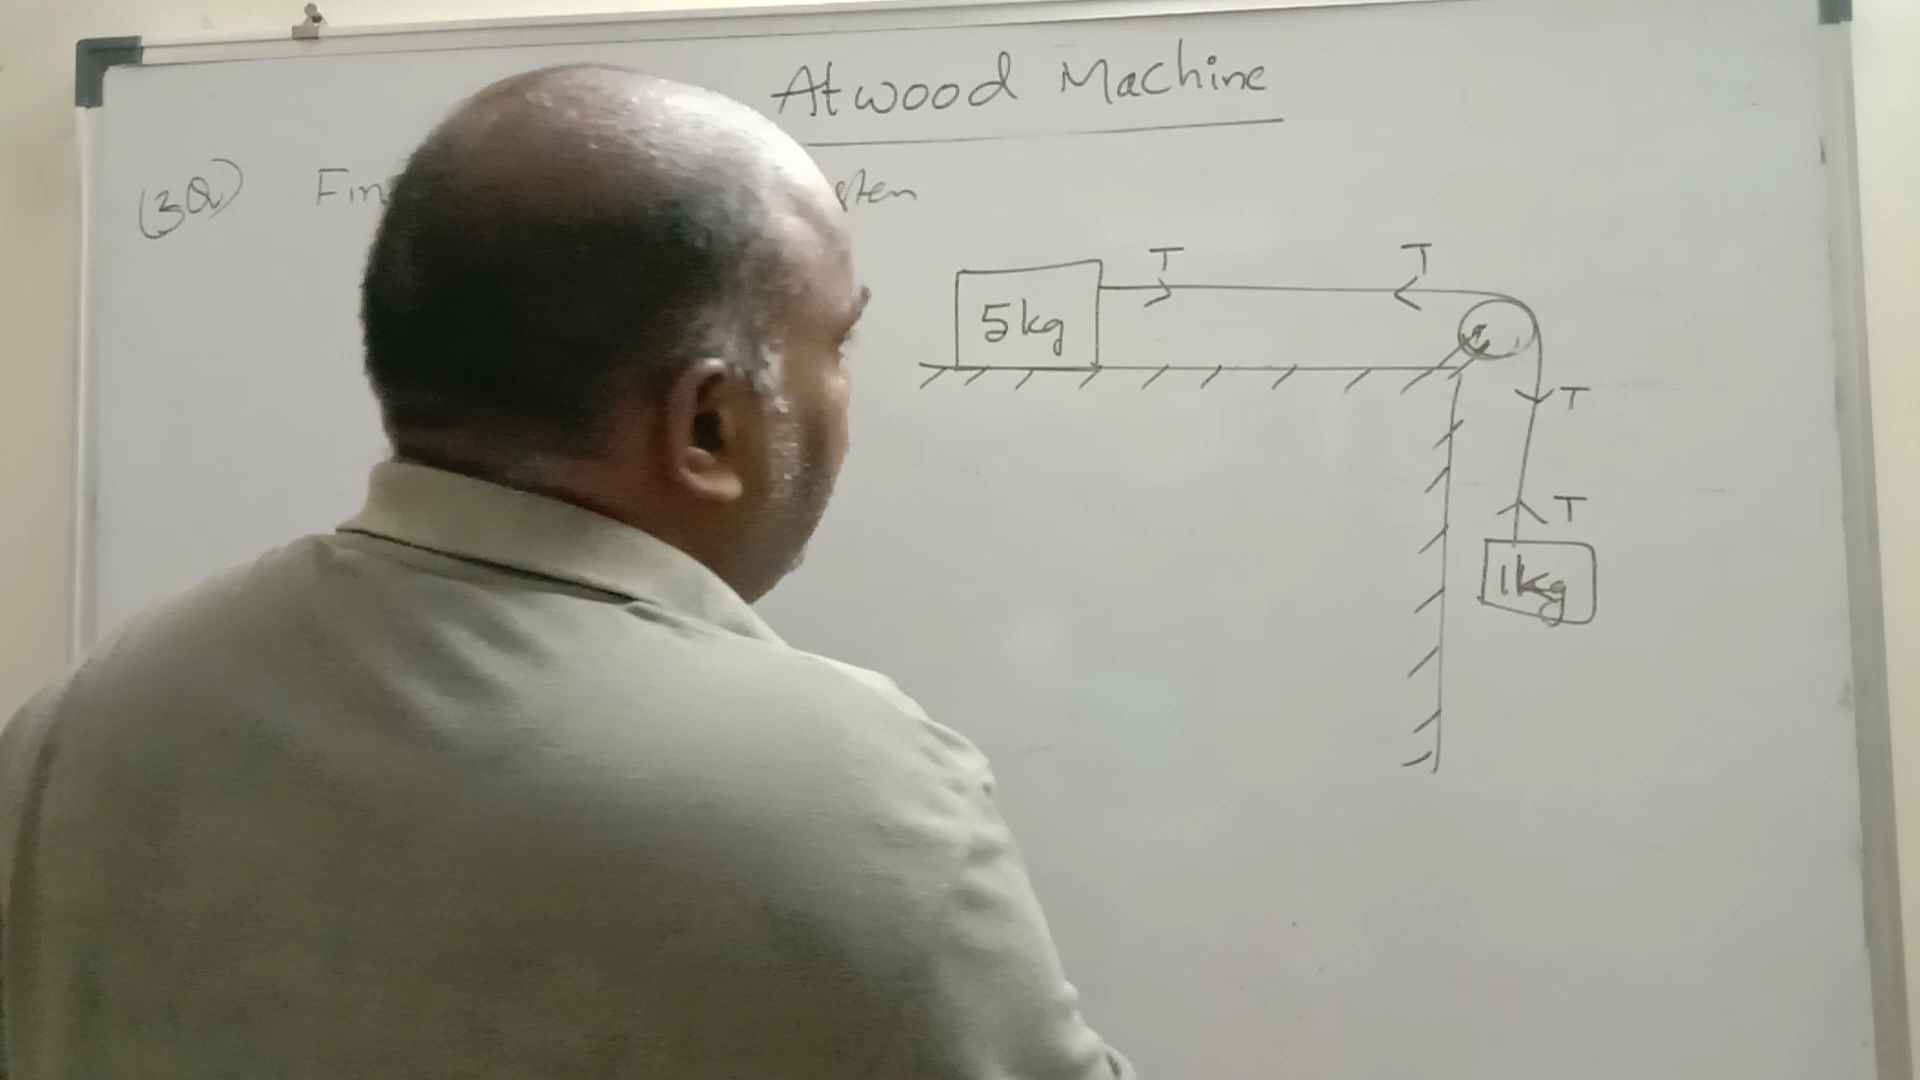 Atwood Machine
(3Q) Fin
T T
5kg
T
T
1kg